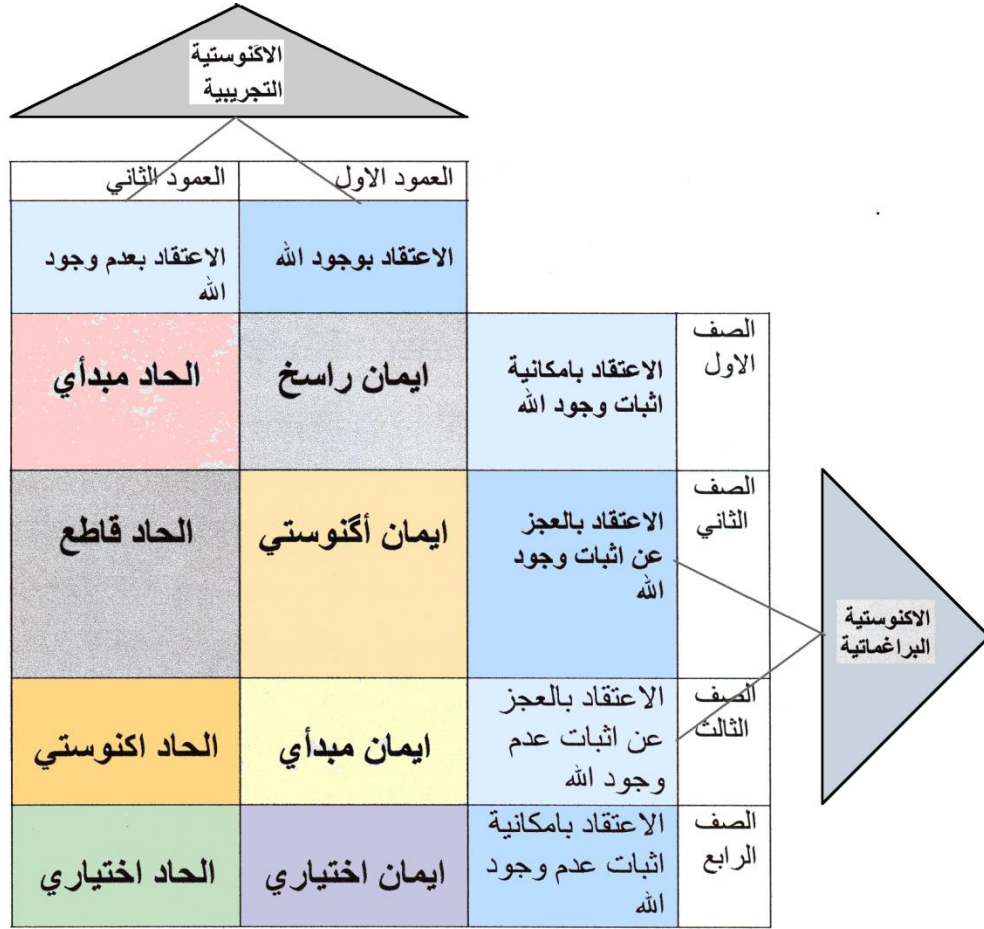 الاگنوستية
التجريبية
العمود الاول
العمود الثاني
الاعتقاد بوجود الله
الاعتقاد بعدم وجود
الله
الصف
الاول
الاعتقاد بامكانية
اثبات وجود الله
ايمان راسخ
الحاد مبدأي
الصف
الثاني
الاعتقاد بالعجز
عن اثبات وجود
الله
ايمان أگنوستي
الحاد قاطع
الاكنوستية
البراغماتية
الصف
الثالث
الاعتقاد بالعجز
عن اثبات عدم
وجود الله
ايمان مبدأي
الحاد اكنوستي
الصف
الرابع
الاعتقاد بامكانية
اثبات عدم وجود
الله
ايمان اختياري
الحاد اختياري